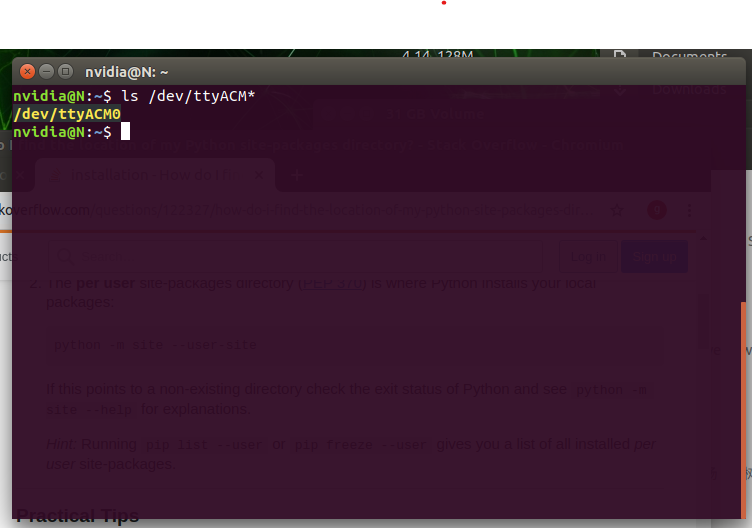 4.14, 128M
Documents
nvidia@N: ~
Downloads
nvidia@N:~$ ls /dev/ttyACM*
/dev/ttyACM0
nvidia@N:~$
Installation - How do I
koverflow.com/questions/122327/how-do-i-find-the-location-of-my-python-site-packages-dir...
ucts
Search...
Log in
Sign up
2. The per user site-packages directory (PEP 370) is where Python installs your local
packages:
python -m site --user-site
If this points to a non-existing directory check the exit status of Python and see python -m
site --help for explanations.
Hint: Running pip list --user or pip freeze --user gives you a list of all installed per
user site-packages.
Practical Tips